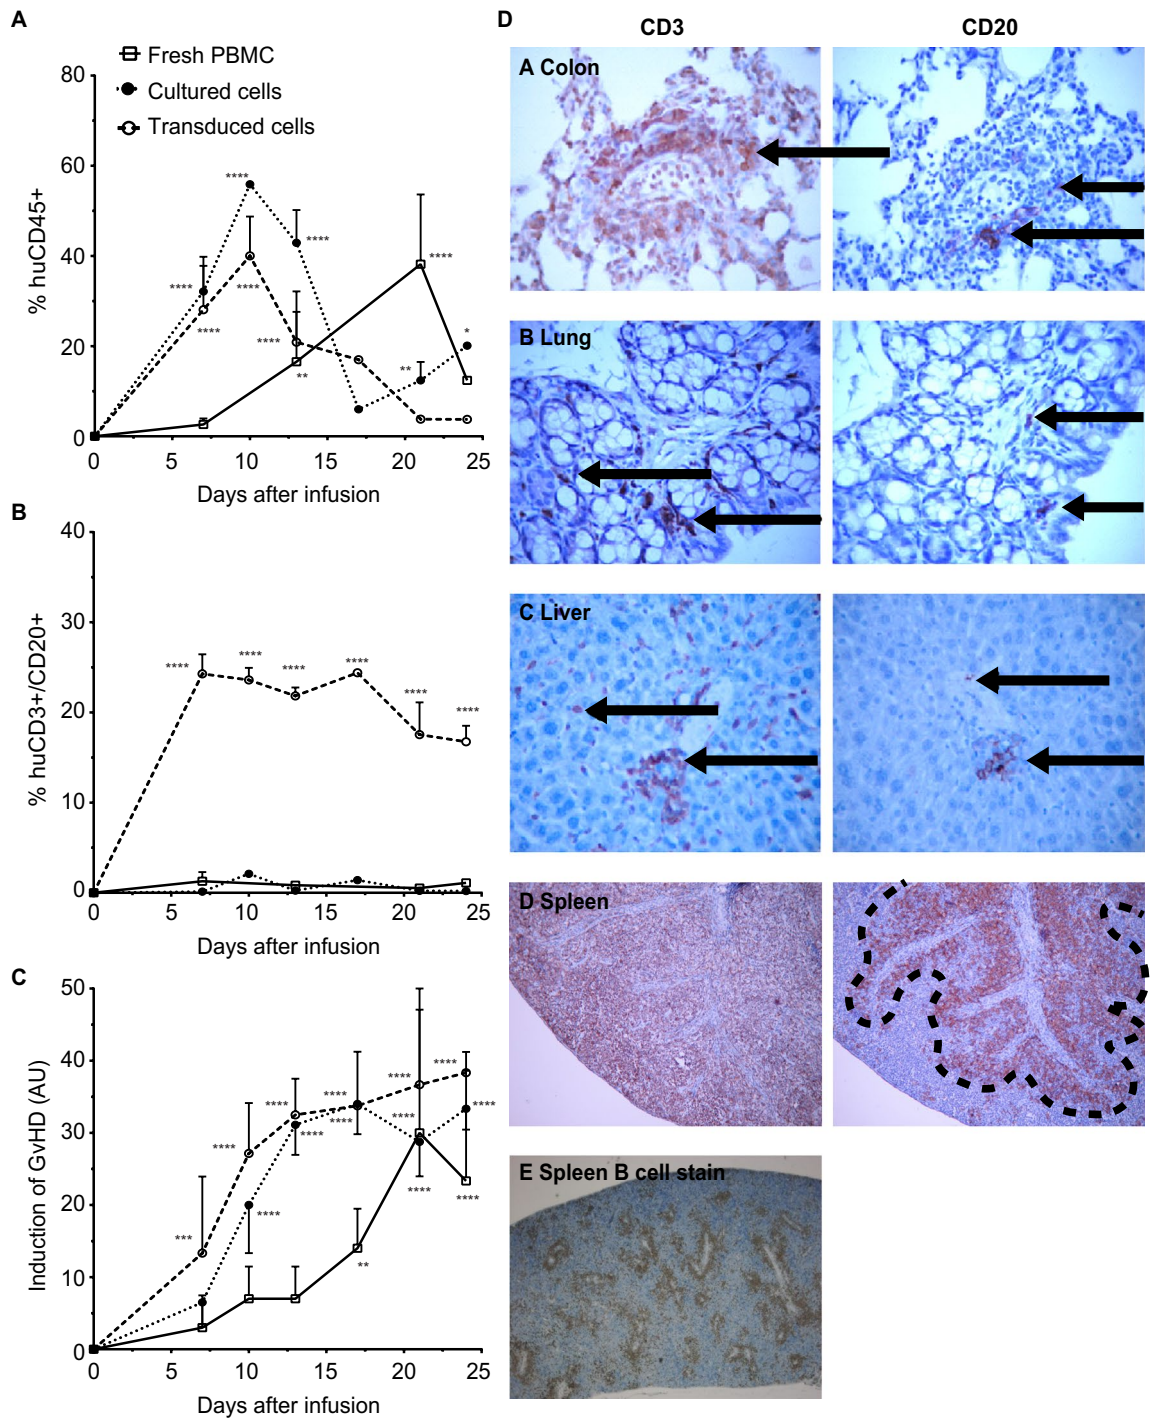 A
Fresh PBMC
Cultured cells
Transduced cells
80
60
40
20
0
% huCD45+
****
****
****
****
****
****
**
****
**
*
0 5 10 15 20 25
Days after infusion
B
40
30
20
10
0
% huCD3+/CD20+
****
****
****
****
****
****
0 5 10 15 20 25
Days after infusion
C
50
40
30
20
10
0
Induction of GvHD (AU)
***
****
****
****
****
****
****
**
****
****
****
****
****
****
0 5 10 15 20 25
Days after infusion
D
CD3 CD20
A Colon
B Lung
C Liver
D Spleen
E Spleen B cell stain